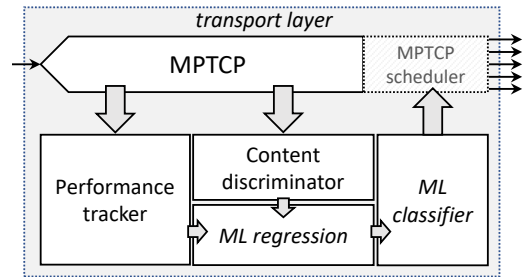 transport layer
MPTCP
MPTCP
scheduler
Performance
tracker
Content
discriminator
ML regression
ML
classifier